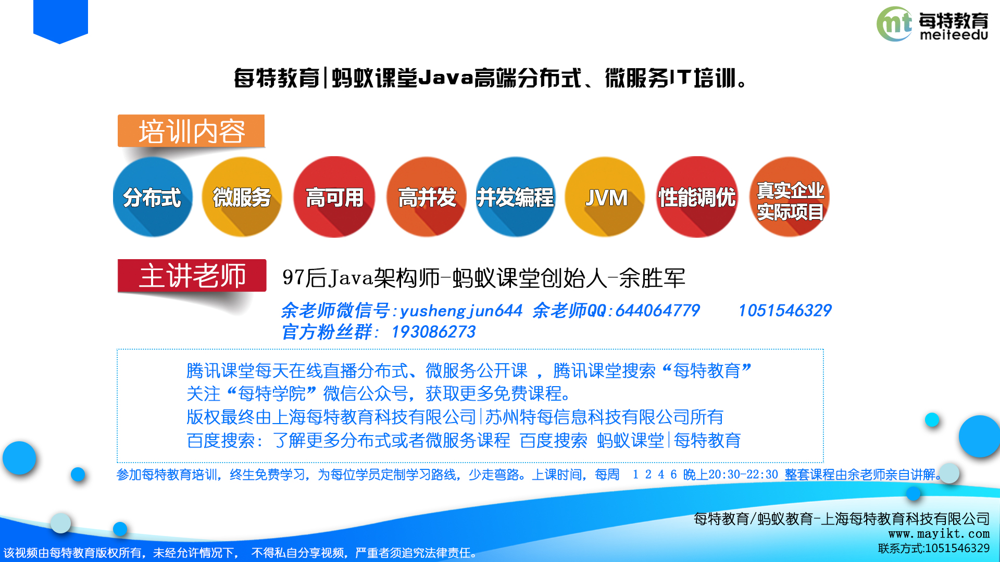 mt 每特教育
meiteedu
每特教育|蚂蚁课堂Java高端分布式、微服务IT培训。
培训内容
分布式 微服务 高可用 高并发 并发编程 JVM 性能调优 真实企业
实际项目
主讲老师 97后Java架构师-蚂蚁课堂创始人-余胜军
余老师微信号:yushengjun644 余老师QQ:644064779 1051546329
官方粉丝群: 193086273
腾讯课堂每天在线直播分布式、微服务公开课 ，腾讯课堂搜索“每特教育”
关注“每特学院”微信公众号，获取更多免费课程。
版权最终由上海每特教育科技有限公司|苏州特每信息科技有限公司所有
百度搜索: 了解更多分布式或者微服务课程 百度搜索 蚂蚁课堂|每特教育
参加每特教育培训，终生免费学习，为每位学员定制学习路线，少走弯路。上课时间，每周 1 2 4 6 晚上20:30-22:30 整套课程由余老师亲自讲解。
每特教育/蚂蚁教育-上海每特教育科技有限公司
www.mayikt.com
联系方式:1051546329
该视频由每特教育版权所有，未经允许情况下， 不得私自分享视频，严重者须追究法律责任。